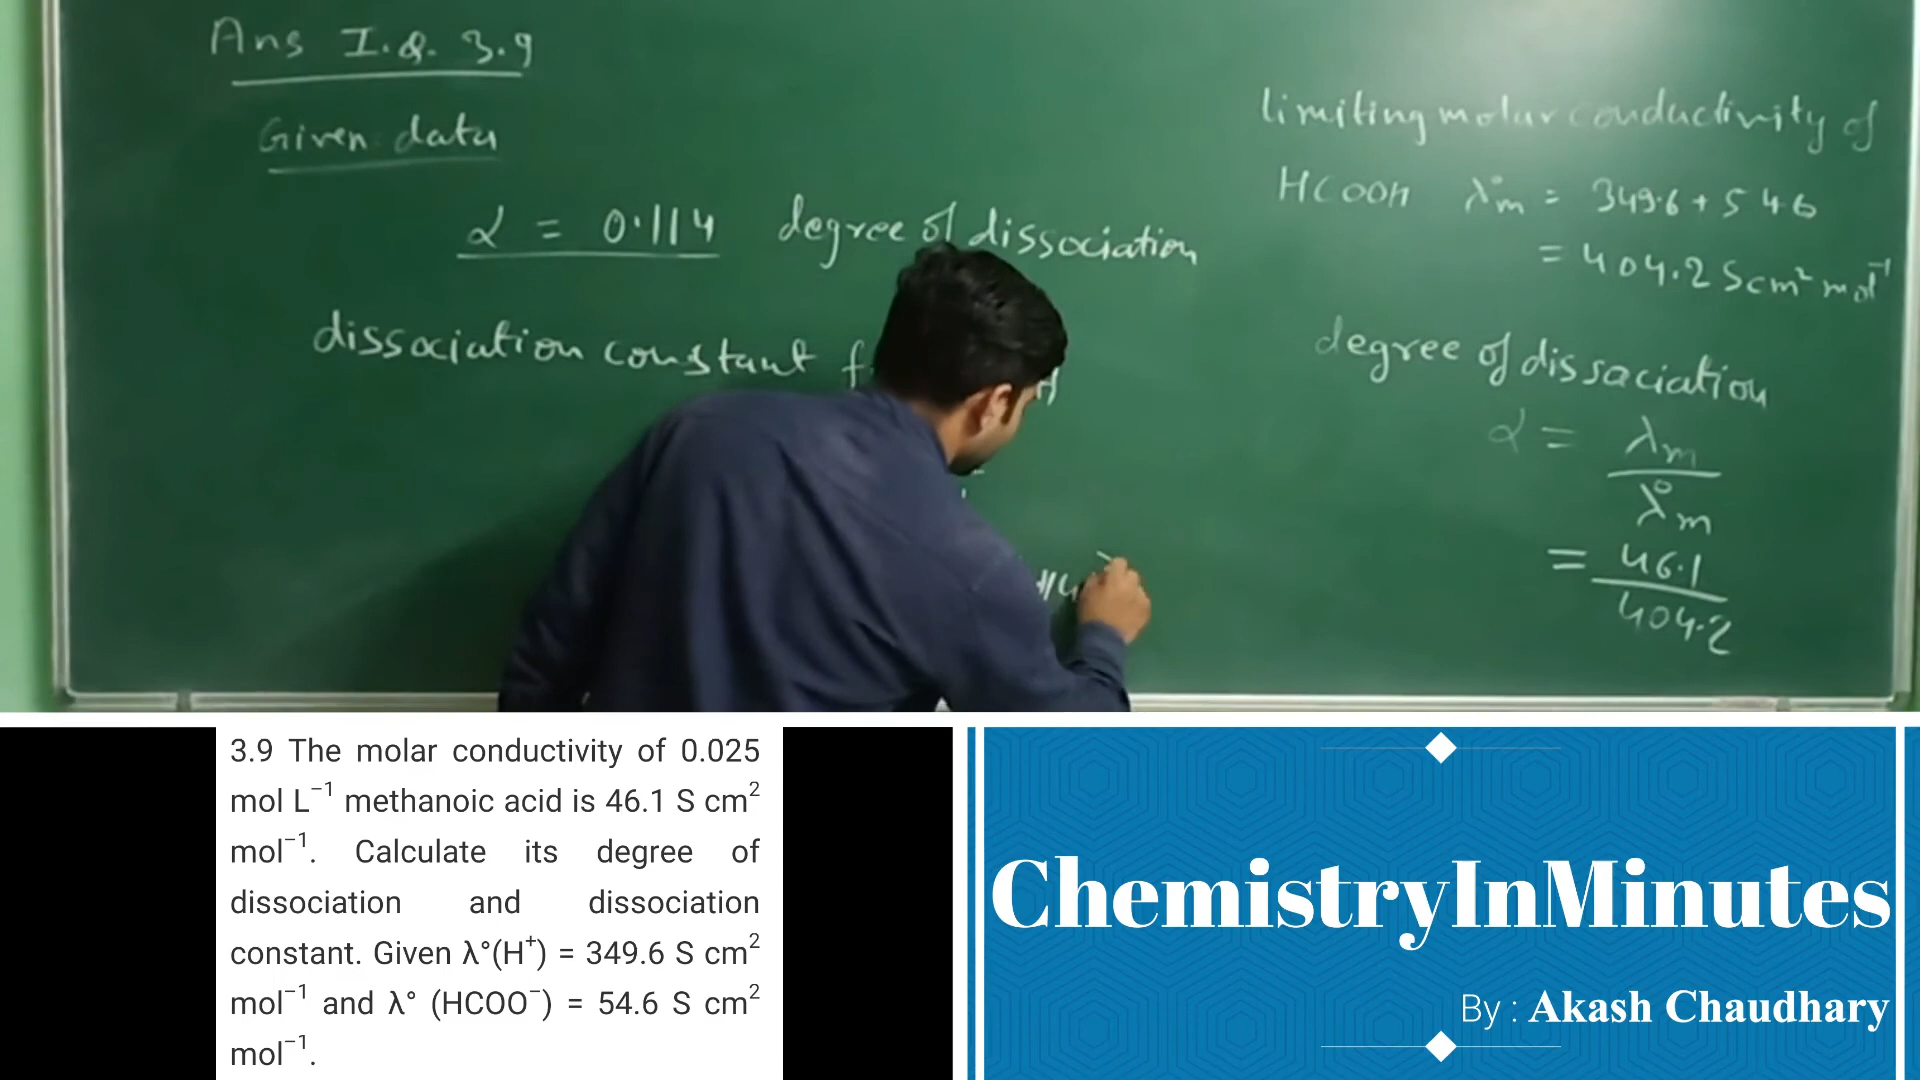 Ans I.Q. 3.9
Given data
α = 0.114 degree of dissociation
dissociation constant
limiting molar conductivity of
HCOOH λ°m = 349.6 + 54.6
= 404.2 S cm² mol⁻¹
degree of dissaciation
α = λm
λ°m
= 46.1
404.2
3.9 The molar conductivity of 0.025
mol L⁻¹ methanoic acid is 46.1 S cm²
mol⁻¹. Calculate its degree of
dissociation and dissociation
constant. Given λ°(H⁺) = 349.6 S cm²
mol⁻¹ and λ° (HCOO⁻) = 54.6 S cm²
mol⁻¹.
ChemistryInMinutes
By : Akash Chaudhary